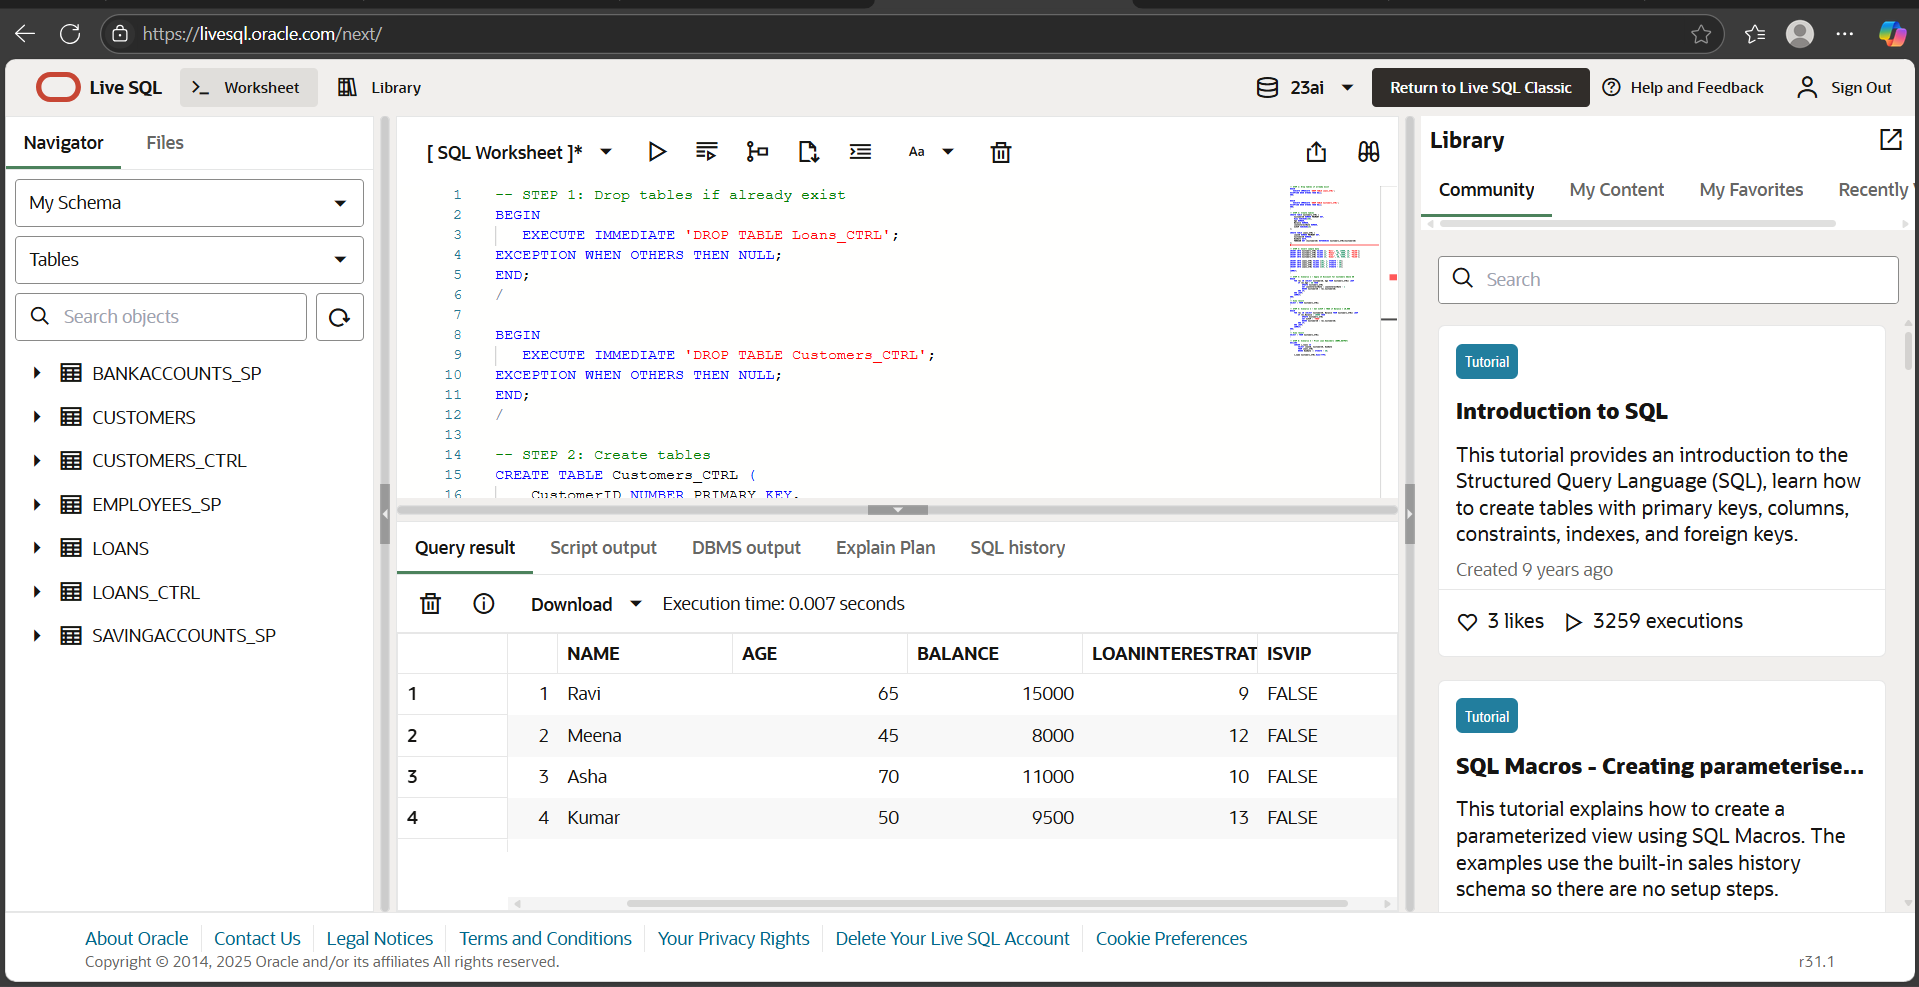 https://livesql.oracle.com/next/
Live SQL
Worksheet
Library
23ai
Return to Live SQL Classic
Help and Feedback
Sign Out
Navigator
Files
My Schema
Tables
Search objects
BANKACCOUNTS_SP
CUSTOMERS
CUSTOMERS_CTRL
EMPLOYEES_SP
LOANS
LOANS_CTRL
SAVINGACCOUNTS_SP
[ SQL Worksheet ]*
Aa
1 -- STEP 1: Drop tables if already exist
2 BEGIN
3 EXECUTE IMMEDIATE 'DROP TABLE Loans_CTRL';
4 EXCEPTION WHEN OTHERS THEN NULL;
5 END;
6 /
7
8 BEGIN
9 EXECUTE IMMEDIATE 'DROP TABLE Customers_CTRL';
10 EXCEPTION WHEN OTHERS THEN NULL;
11 END;
12 /
13
14 -- STEP 2: Create tables
15 CREATE TABLE Customers_CTRL (
16 CustomerID NUMBER PRIMARY KEY,
Query result
Script output
DBMS output
Explain Plan
SQL history
Download
Execution time: 0.007 seconds
NAME AGE BALANCE LOANINTERESTRAT ISVIP
1 1 Ravi 65 15000 9 FALSE
2 2 Meena 45 8000 12 FALSE
3 3 Asha 70 11000 10 FALSE
4 4 Kumar 50 9500 13 FALSE
Library
Community
My Content
My Favorites
Recently
Search
Tutorial
Introduction to SQL
This tutorial provides an introduction to the
Structured Query Language (SQL), learn how
to create tables with primary keys, columns,
constraints, indexes, and foreign keys.
Created 9 years ago
3 likes
3259 executions
Tutorial
SQL Macros - Creating parameterise...
This tutorial explains how to create a
parameterized view using SQL Macros. The
examples use the built-in sales history
schema so there are no setup steps.
About Oracle
Contact Us
Legal Notices
Terms and Conditions
Your Privacy Rights
Delete Your Live SQL Account
Cookie Preferences
Copyright © 2014, 2025 Oracle and/or its affiliates All rights reserved.
r31.1